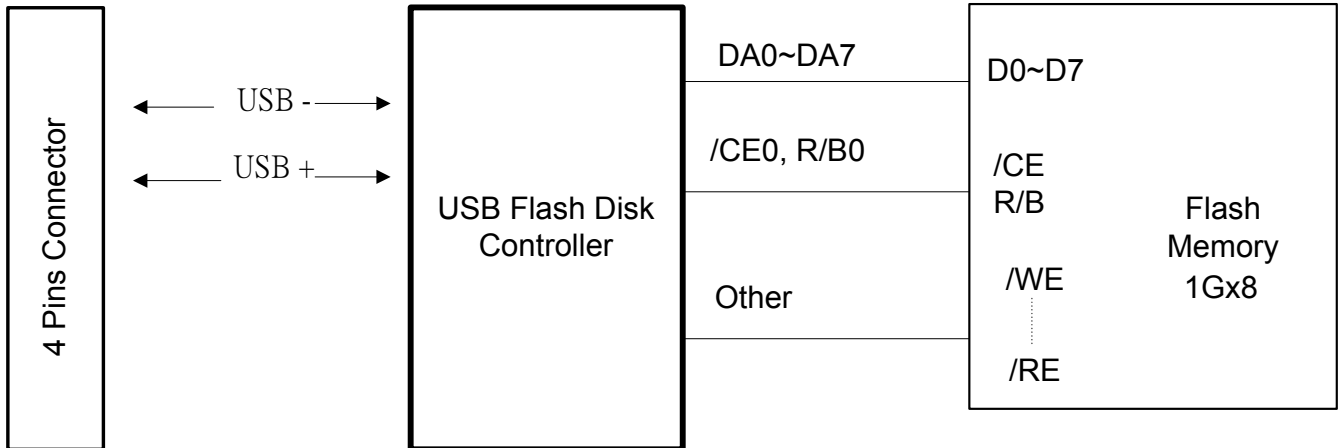 4 Pins Connector
USB -
USB +
USB Flash Disk
Controller
DA0~DA7
/CE0, R/B0
Other
D0~D7
/CE
R/B
/WE
/RE
Flash
Memory
1Gx8